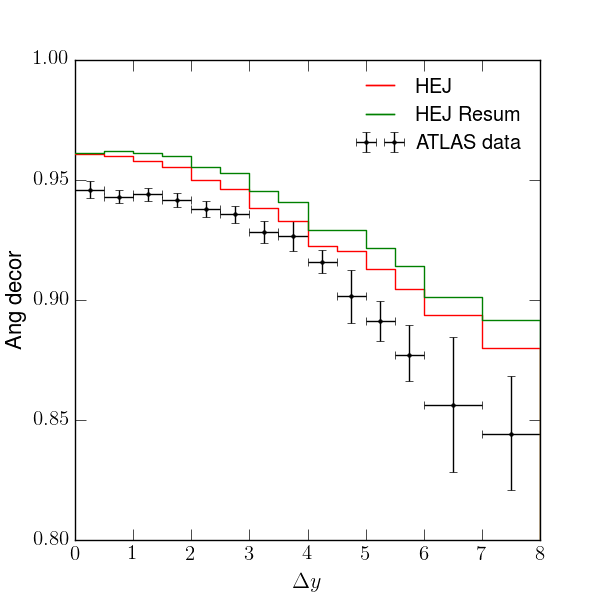 1.00
HEJ
HEJ Resum
ATLAS data
0.95
Ang decor
0.90
0.85
0.80
0 1 2 3 4 5 6 7 8
Δy